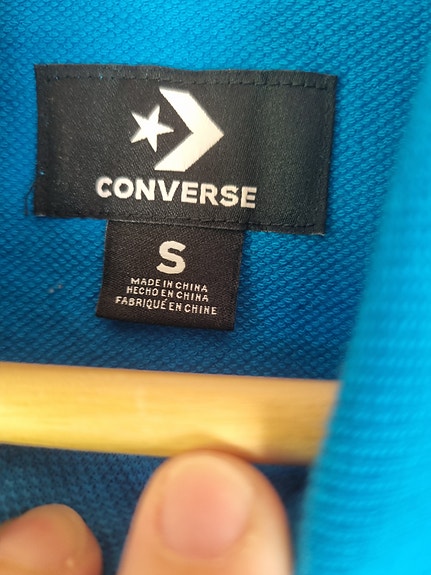 CONVERSE
S
MADE IN CHINA
HECHO EN CHINA
FABRIQUÉ EN CHINE